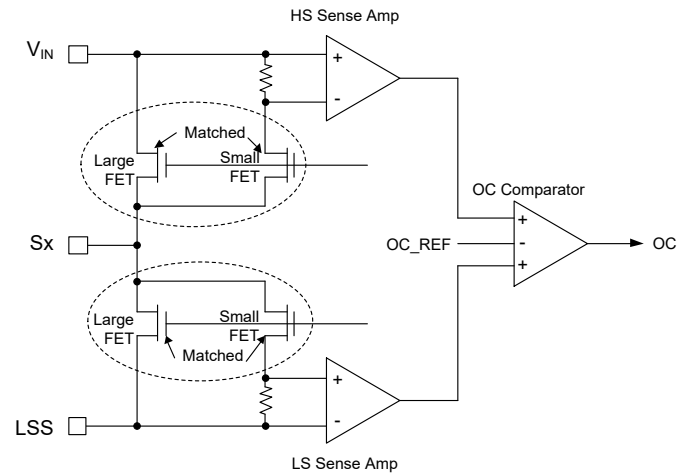 HS Sense Amp
VIN
+
-
Matched
Large
FET
Small
FET
OC Comparator
Sx
+
OC_REF
-
+
OC
Large
FET
Small
FET
Matched
+
-
LSS
LS Sense Amp